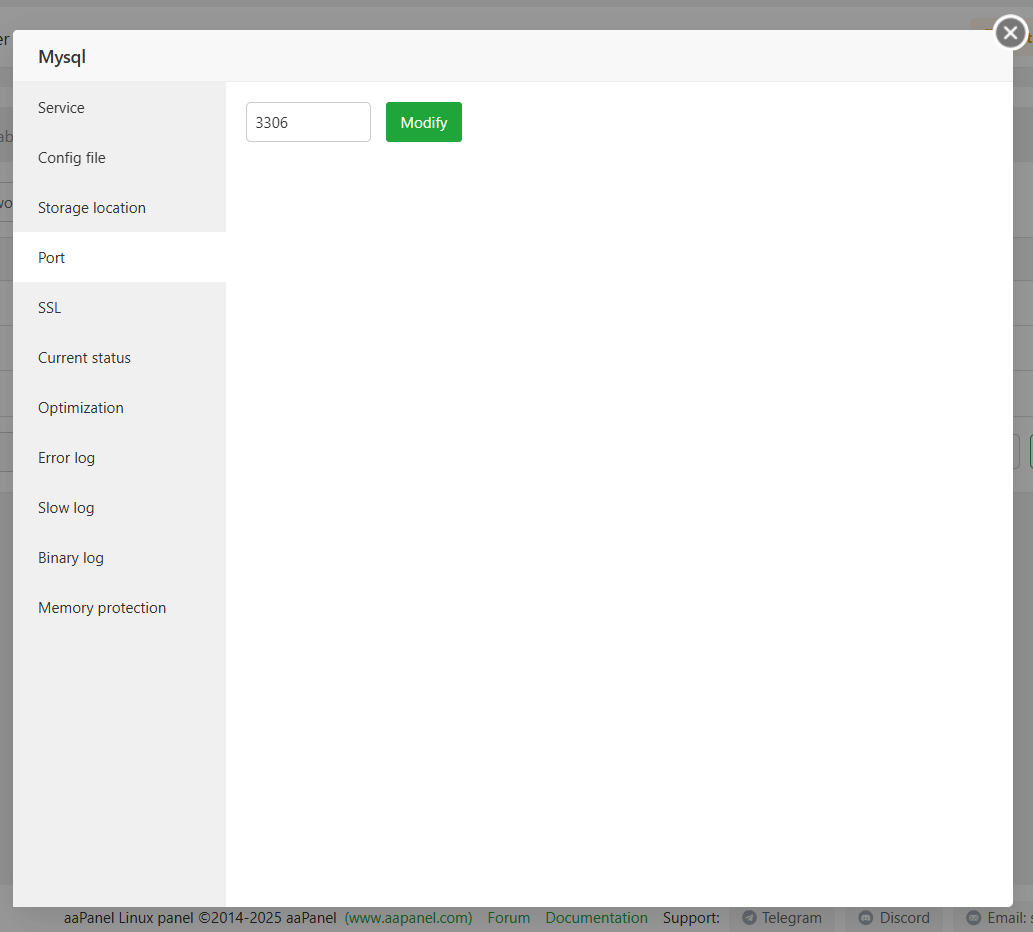 Mysql
Service
Config file
Storage location
Port
SSL
Current status
Optimization
Error log
Slow log
Binary log
Memory protection
3306
Modify
aaPanel Linux panel ©2014-2025 aaPanel (www.aapanel.com) Forum Documentation Support: Telegram Discord Email: